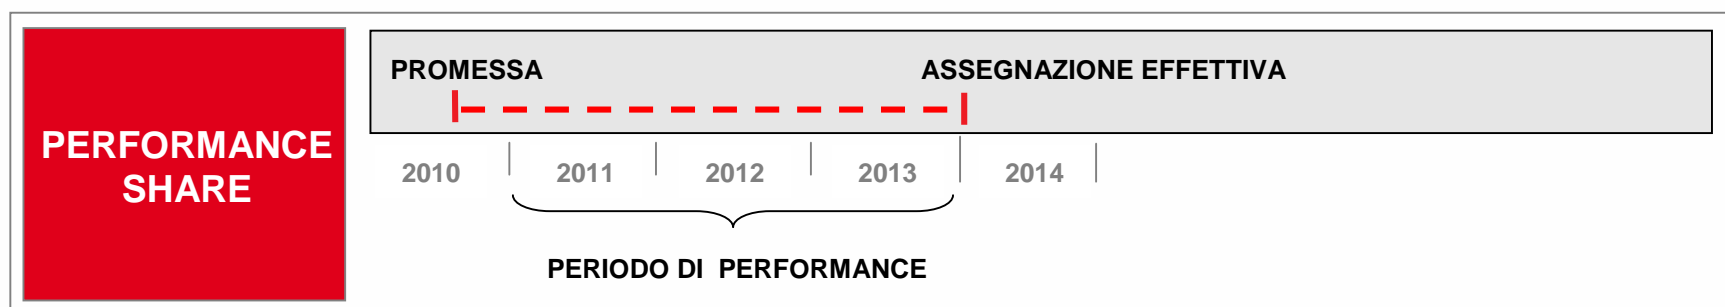 PERFORMANCE
SHARE
PROMESSA ASSEGNAZIONE EFFETTIVA
2010 2011 2012 2013 2014
PERIODO DI PERFORMANCE